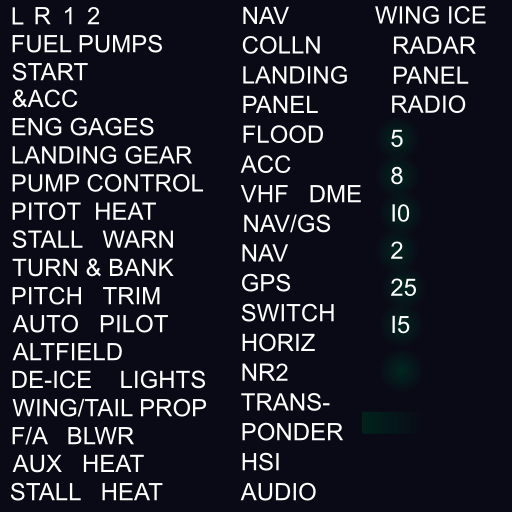 L R 1 2
FUEL PUMPS
START
&ACC
ENG GAGES
LANDING GEAR
PUMP CONTROL
PITOT HEAT
STALL WARN
TURN & BANK
PITCH TRIM
AUTO PILOT
ALTFIELD
DE-ICE LIGHTS
WING/TAIL PROP
F/A BLWR
AUX HEAT
STALL HEAT
NAV
COLLN
LANDING
PANEL
FLOOD
ACC
VHF DME
NAV/GS
NAV
GPS
SWITCH
HORIZ
NR2
TRANS-
PONDER
HSI
AUDIO
WING ICE
RADAR
PANEL
RADIO
5
8
I0
2
25
I5